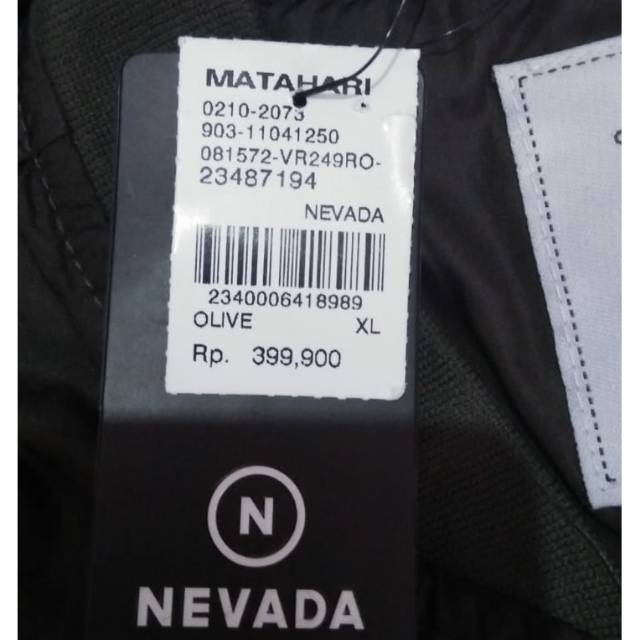 MATAHARI
0210-2073
903-11041250
081572-VR249RO-
23487194
NEVADA
2340006418989
OLIVE XL
Rp. 399,900
N
NEVADA